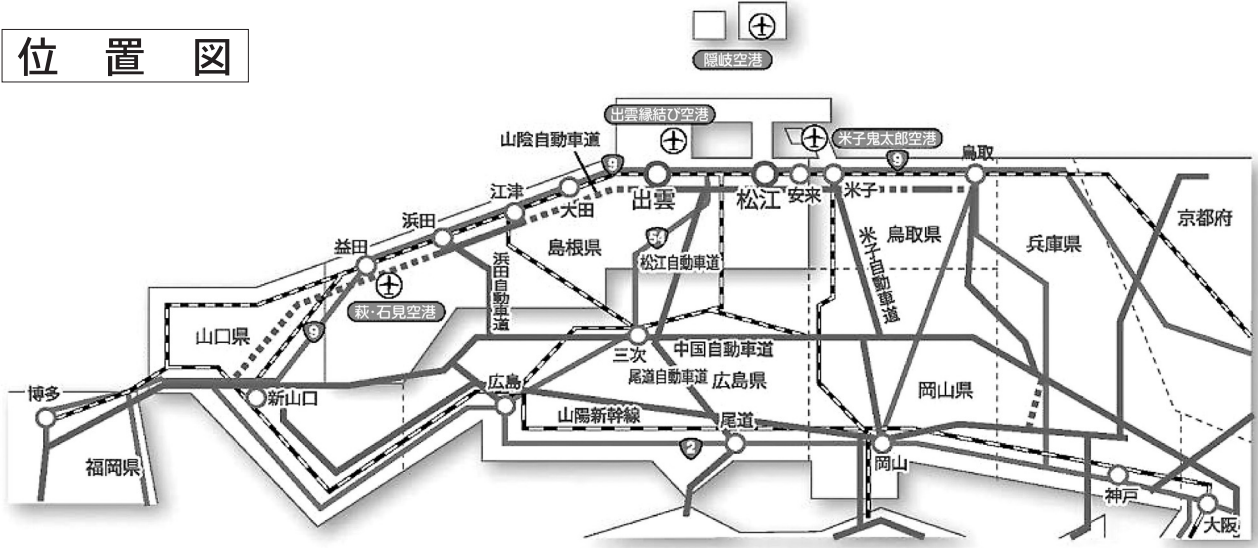 位置図
隠岐空港
出雲縁結び空港
米子鬼太郎空港
山陰自動車道
9
9
鳥取
江津
大田
出雲
松江
安来
米子
浜田
益田
島根県
54
松江自動車道
鳥取県
兵庫県
京都府
浜田自動車道
米子自動車道
萩・石見空港
9
山口県
三次
中国自動車道
尾道自動車道
広島県
岡山県
博多
新山口
広島
山陽新幹線
尾道
2
岡山
福岡県
神戸
大阪